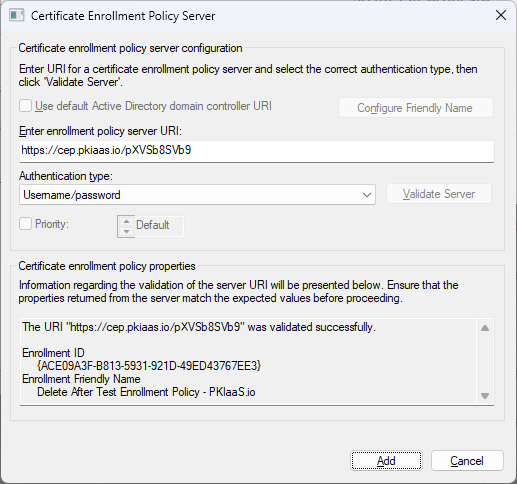 Certificate Enrollment Policy Server
Certificate enrollment policy server configuration
Enter URI for a certificate enrollment policy server and select the correct authentication type, then
click 'Validate Server'.
Use default Active Directory domain controller URI
Configure Friendly Name
Enter enrollment policy server URI:
https://cep.pkiaas.io/pXVSb8SVb9
Authentication type:
Username/password
Validate Server
Priority:
Default
Certificate enrollment policy properties
Information regarding the validation of the server URI will be presented below. Ensure that the
properties returned from the server match the expected values before proceeding.
The URI "https://cep.pkiaas.io/pXVSb8SVb9" was validated successfully.
Enrollment ID
{ACE09A3F-B813-5931-921D-49ED43767EE3}
Enrollment Friendly Name
Delete After Test Enrollment Policy - PKIaaS.io
Add
Cancel